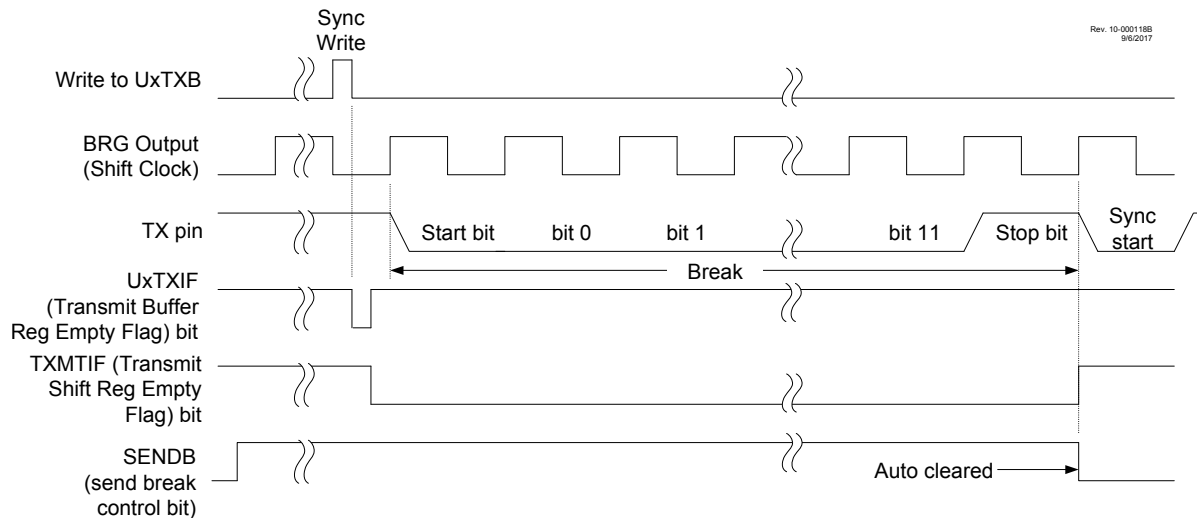 Sync
Write
Rev. 10-000118B
9/6/2017
Write to UxTXB
BRG Output
(Shift Clock)
TX pin
Start bit
bit 0
bit 1
bit 11
Stop bit
Sync
start
Break
UxTXIF
(Transmit Buffer
Reg Empty Flag) bit
TXMTIF (Transmit
Shift Reg Empty
Flag) bit
SENDB
(send break
control bit)
Auto cleared